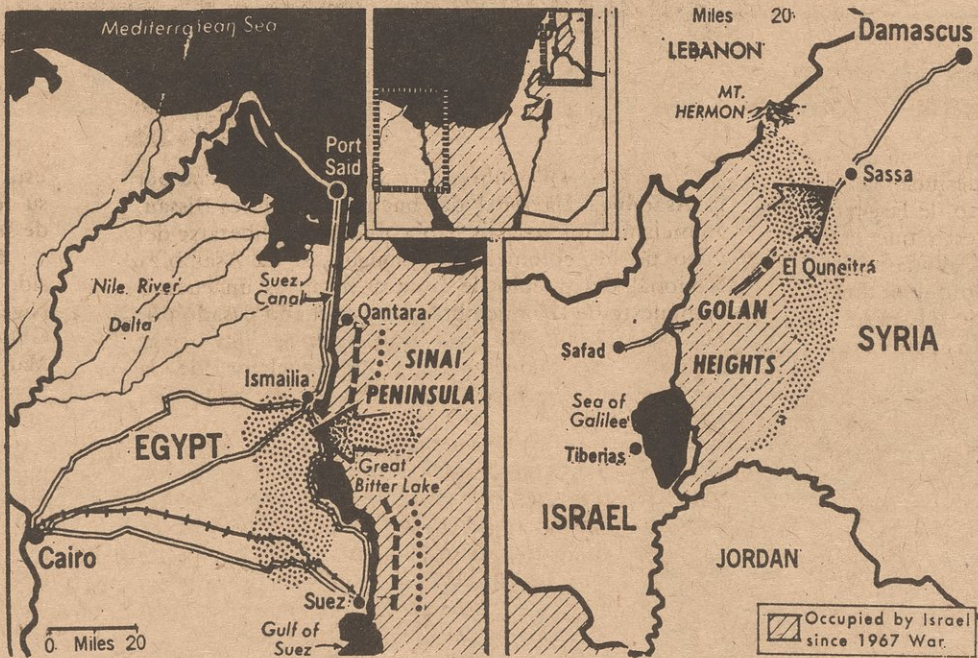 Mediterraiean Sea
Port
Said
Nile River
Delta
Suez
Canal
Qantara
Ismailia
SINAI
PENINSULA
EGYPT
Great
Bitter Lake
Cairo
Suez
Gulf of
Suez
0 Miles 20
Miles 20
LEBANON
Damascus
MT.
HERMON
Sassa
El Quneitrá
GOLAN
HEIGHTS
SYRIA
Safad
Sea of
Galilee
Tiberias
ISRAEL
JORDAN
Occupied by Israel
since 1967 War